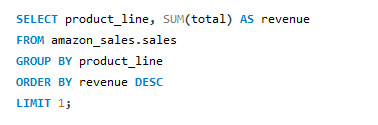 SELECT product_line, SUM(total) AS revenue
FROM amazon_sales.sales
GROUP BY product_line
ORDER BY revenue DESC
LIMIT 1;